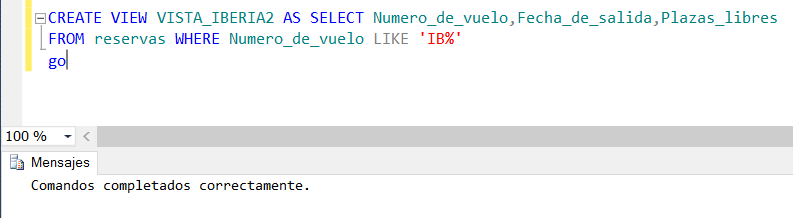 CREATE VIEW VISTA_IBERIA2 AS SELECT Numero_de_vuelo,Fecha_de_salida,Plazas_libres
FROM reservas WHERE Numero_de_vuelo LIKE 'IB%'
go
100 %
Mensajes
Comandos completados correctamente.